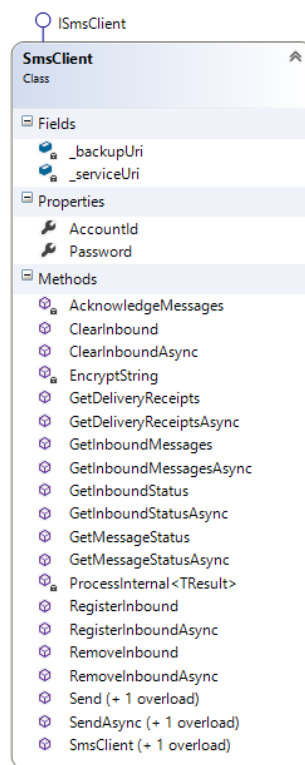 ISmsClient
SmsClient
Class
Fields
_backupUri
_serviceUri
Properties
AccountId
Password
Methods
AcknowledgeMessages
ClearInbound
ClearInboundAsync
EncryptString
GetDeliveryReceipts
GetDeliveryReceiptsAsync
GetInboundMessages
GetInboundMessagesAsync
GetInboundStatus
GetInboundStatusAsync
GetMessageStatus
GetMessageStatusAsync
ProcessInternal<TResult>
RegisterInbound
RegisterInboundAsync
RemoveInbound
RemoveInboundAsync
Send (+ 1 overload)
SendAsync (+ 1 overload)
SmsClient (+ 1 overload)